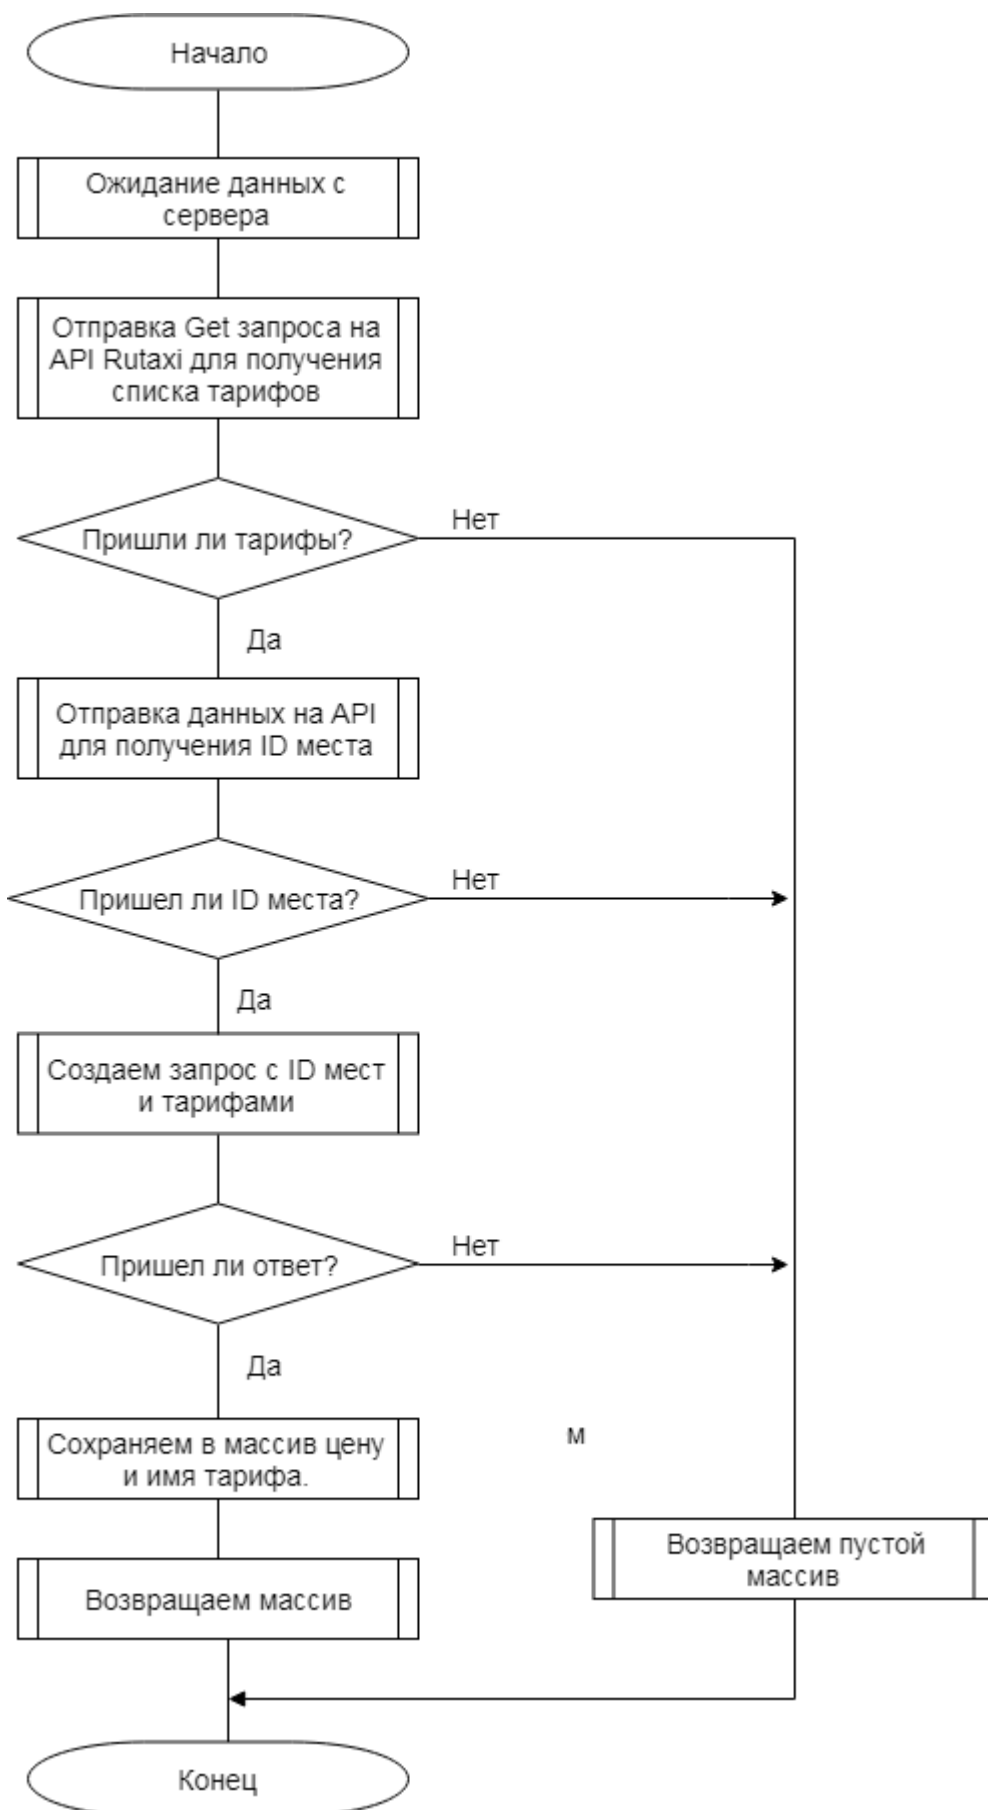 Начало
Ожидание данных с
сервера
Отправка Get запроса на
API Rutaxi для получения
списка тарифов
Пришли ли тарифы?
Нет
Да
Отправка данных на API
для получения ID места
Пришел ли ID места?
Нет
Да
Создаем запрос с ID мест
и тарифами
Пришел ли ответ?
Нет
Да
Сохраняем в массив цену
и имя тарифа.
м
Возвращаем пустой
массив
Возвращаем массив
Конец